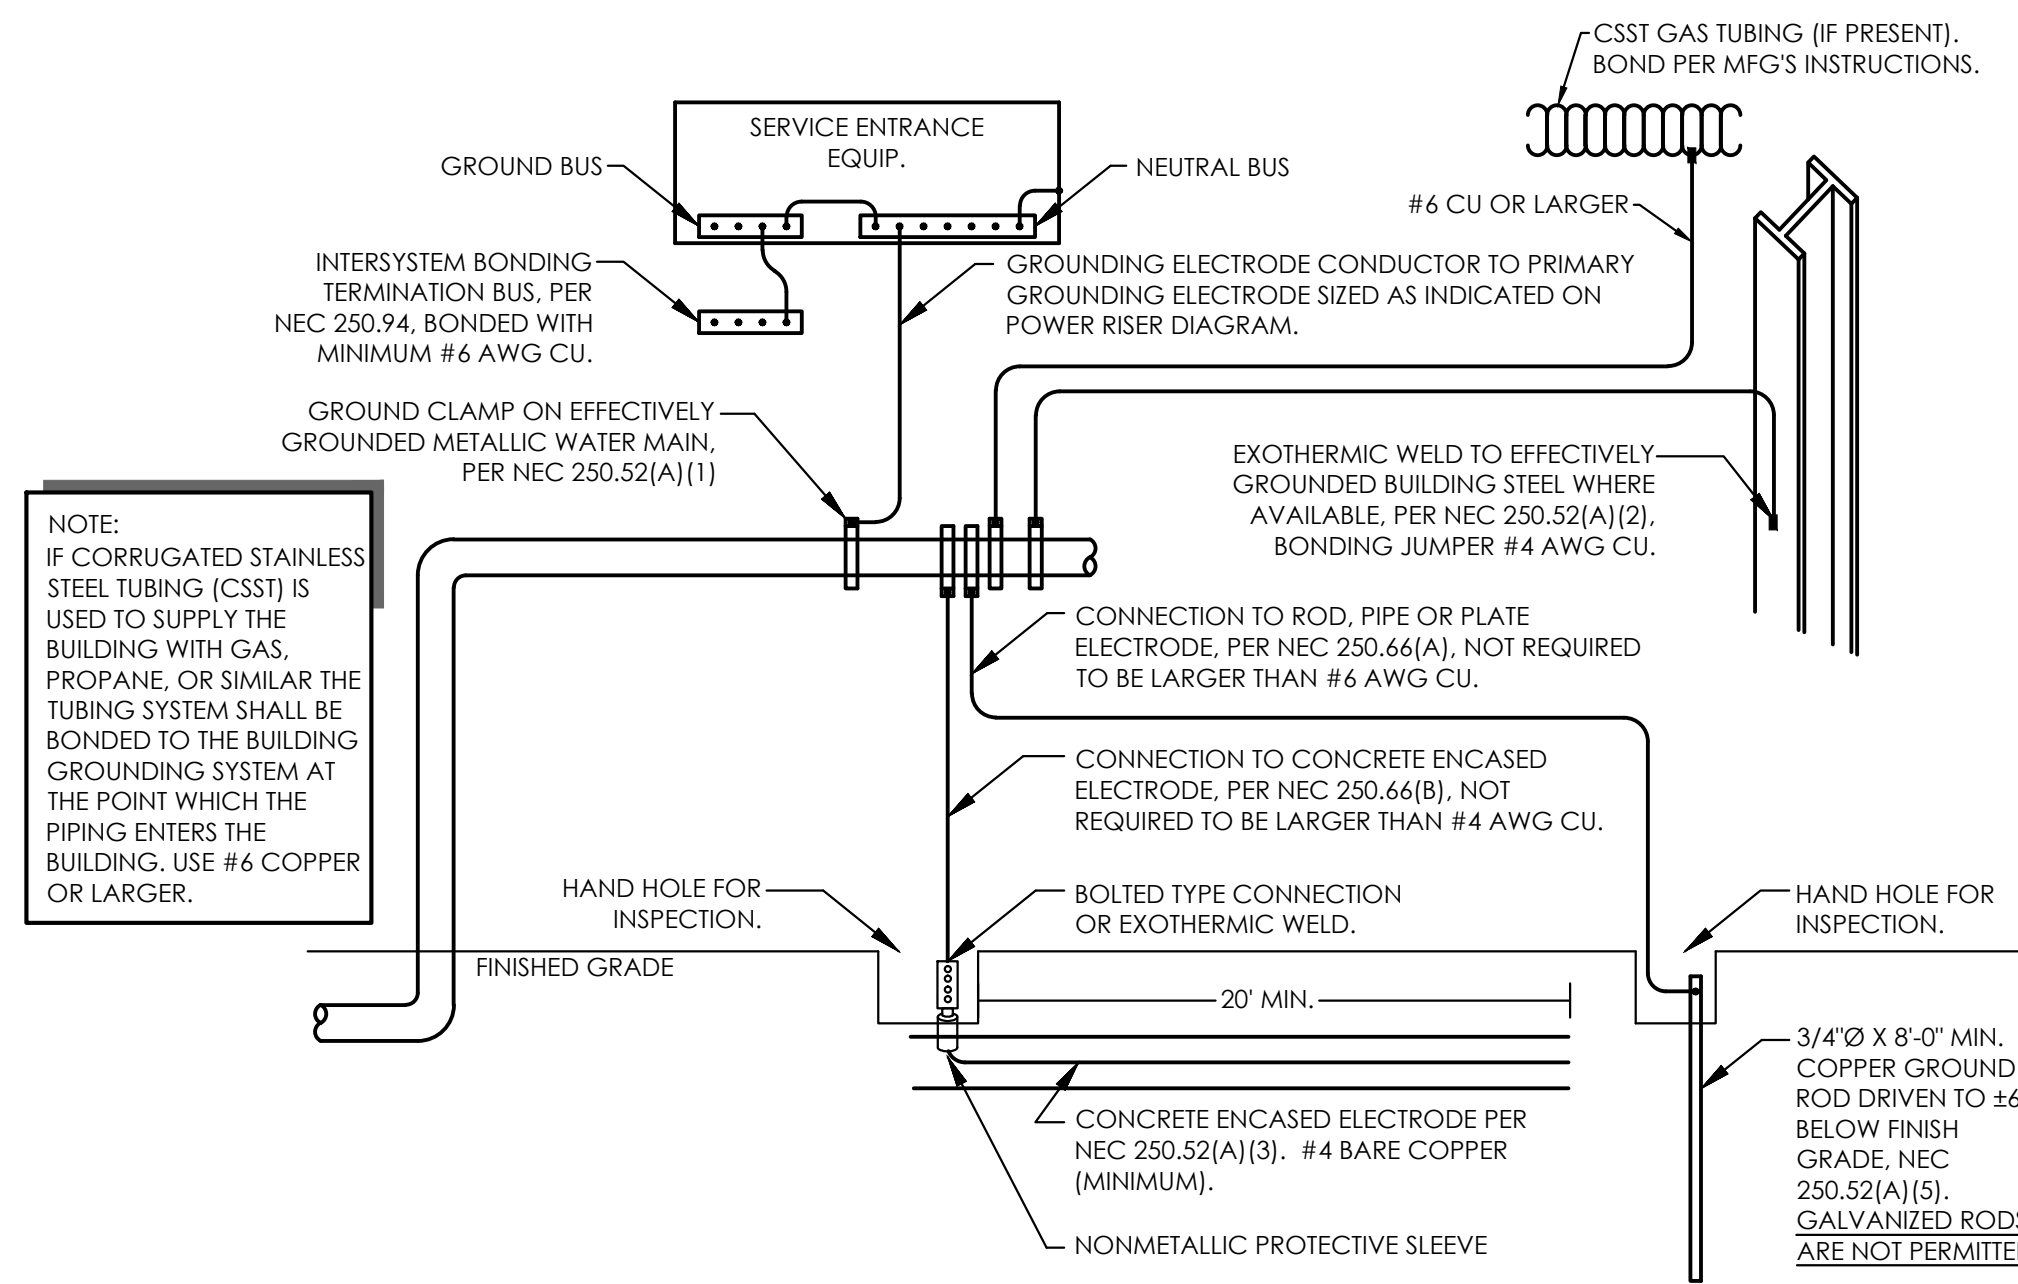 CSST GAS TUBING (IF PRESENT).
BOND PER MFG'S INSTRUCTIONS.
SERVICE ENTRANCE
EQUIP.
GROUND BUS
NEUTRAL BUS
#6 CU OR LARGER
INTERSYSTEM BONDING
TERMINATION BUS, PER
NEC 250.94, BONDED WITH
MINIMUM #6 AWG CU.
GROUNDING ELECTRODE CONDUCTOR TO PRIMARY
GROUNDING ELECTRODE SIZED AS INDICATED ON
POWER RISER DIAGRAM.
GROUND CLAMP ON EFFECTIVELY
GROUNDED METALLIC WATER MAIN,
PER NEC 250.52(A)(1)
EXOTHERMIC WELD TO EFFECTIVELY
GROUNDED BUILDING STEEL WHERE
AVAILABLE, PER NEC 250.52(A)(2),
BONDING JUMPER #4 AWG CU.
NOTE:
IF CORRUGATED STAINLESS
STEEL TUBING (CSST) IS
USED TO SUPPLY THE
BUILDING WITH GAS,
PROPANE, OR SIMILAR THE
TUBING SYSTEM SHALL BE
BONDED TO THE BUILDING
GROUNDING SYSTEM AT
THE POINT WHICH THE
PIPING ENTERS THE
BUILDING. USE #6 COPPER
OR LARGER.
CONNECTION TO ROD, PIPE OR PLATE
ELECTRODE, PER NEC 250.66(A), NOT REQUIRED
TO BE LARGER THAN #6 AWG CU.
CONNECTION TO CONCRETE ENCASED
ELECTRODE, PER NEC 250.66(B), NOT
REQUIRED TO BE LARGER THAN #4 AWG CU.
HAND HOLE FOR
INSPECTION.
BOLTED TYPE CONNECTION
OR EXOTHERMIC WELD.
HAND HOLE FOR
INSPECTION.
FINISHED GRADE
20' MIN.
3/4"Ø X 8'-0" MIN.
COPPER GROUND
ROD DRIVEN TO ±6
BELOW FINISH
GRADE, NEC
250.52(A)(5).
GALVANIZED RODS
ARE NOT PERMITTE
CONCRETE ENCASED ELECTRODE PER
NEC 250.52(A)(3). #4 BARE COPPER
(MINIMUM).
NONMETALLIC PROTECTIVE SLEEVE